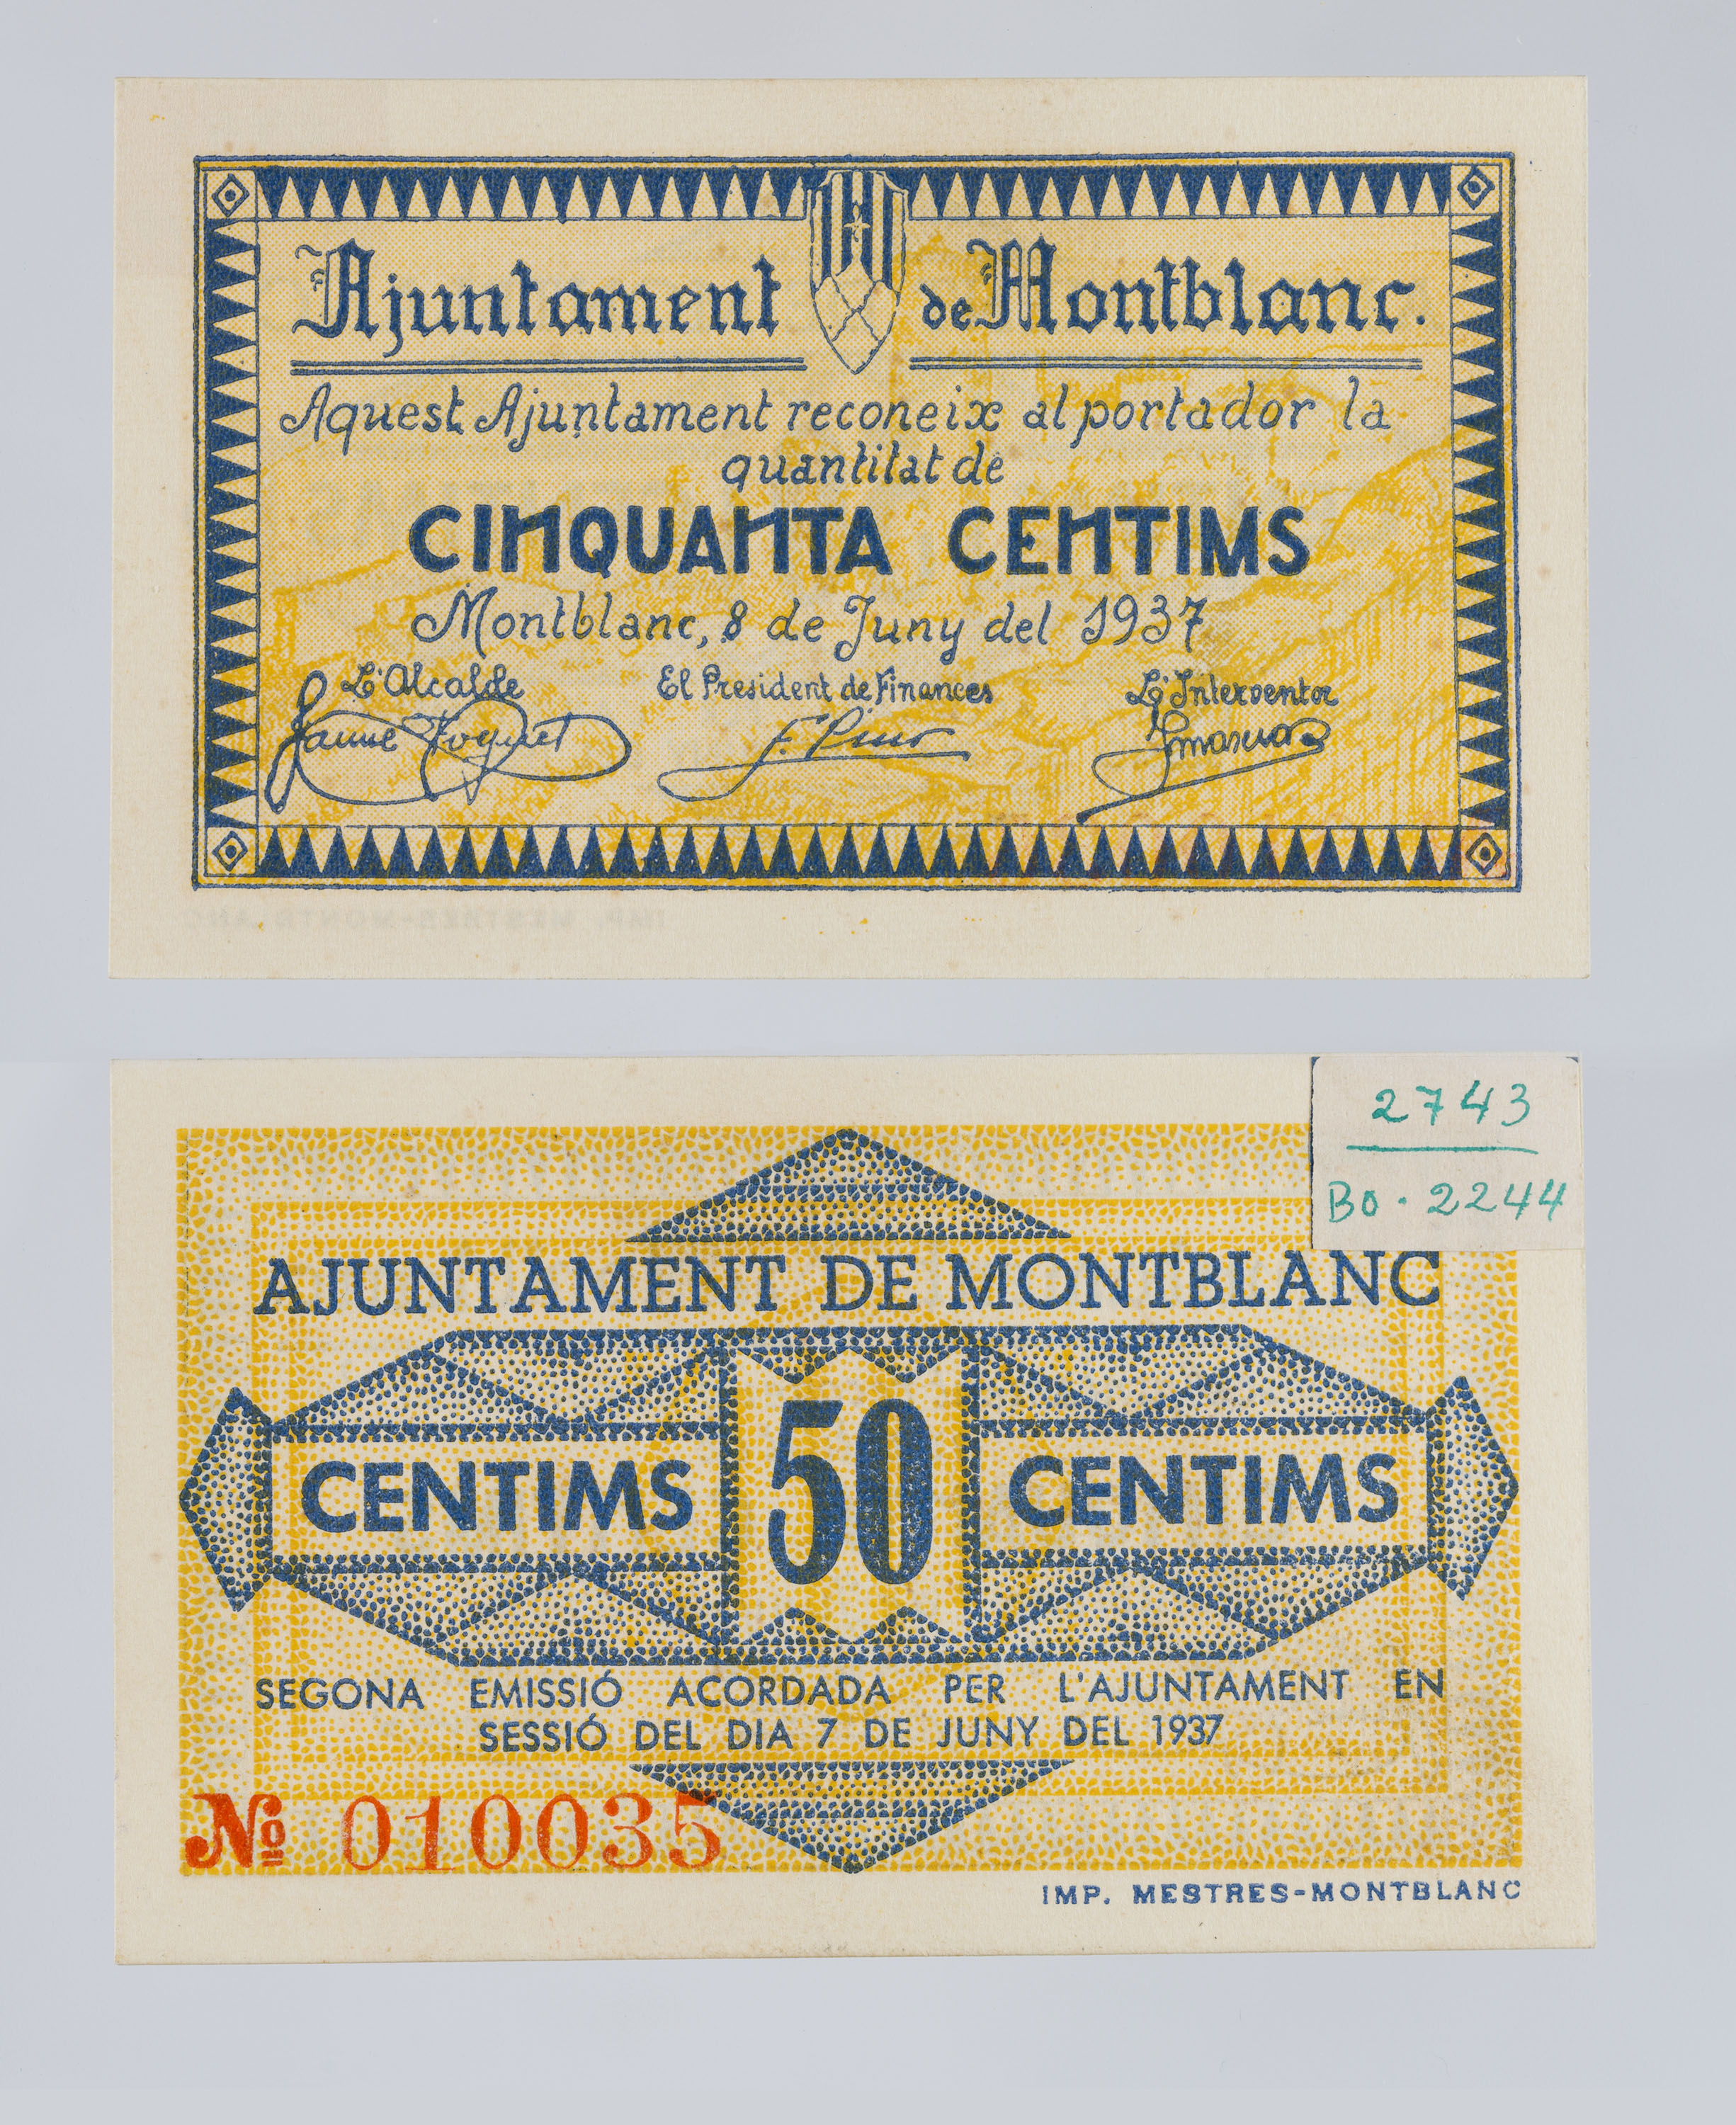 Ajuntament de Montblanc.
Aquest Ajuntament reconeix al portador la
quantitat de
CINQUANTA CENTIMS
Montblanc, 8 de Juny del 1937
L'Alcalde El President de Finances L'Interventor
Jaume
2743
Bo. 2244
AJUNTAMENT DE MONTBLANC
CENTIMS 50 CENTIMS
SEGONA EMISSIÓ ACORDADA PER L'AJUNTAMENT EN
SESSIÓ DEL DIA 7 DE JUNY DEL 1937
Nº 010035
IMP. MESTRES-MONTBLANC